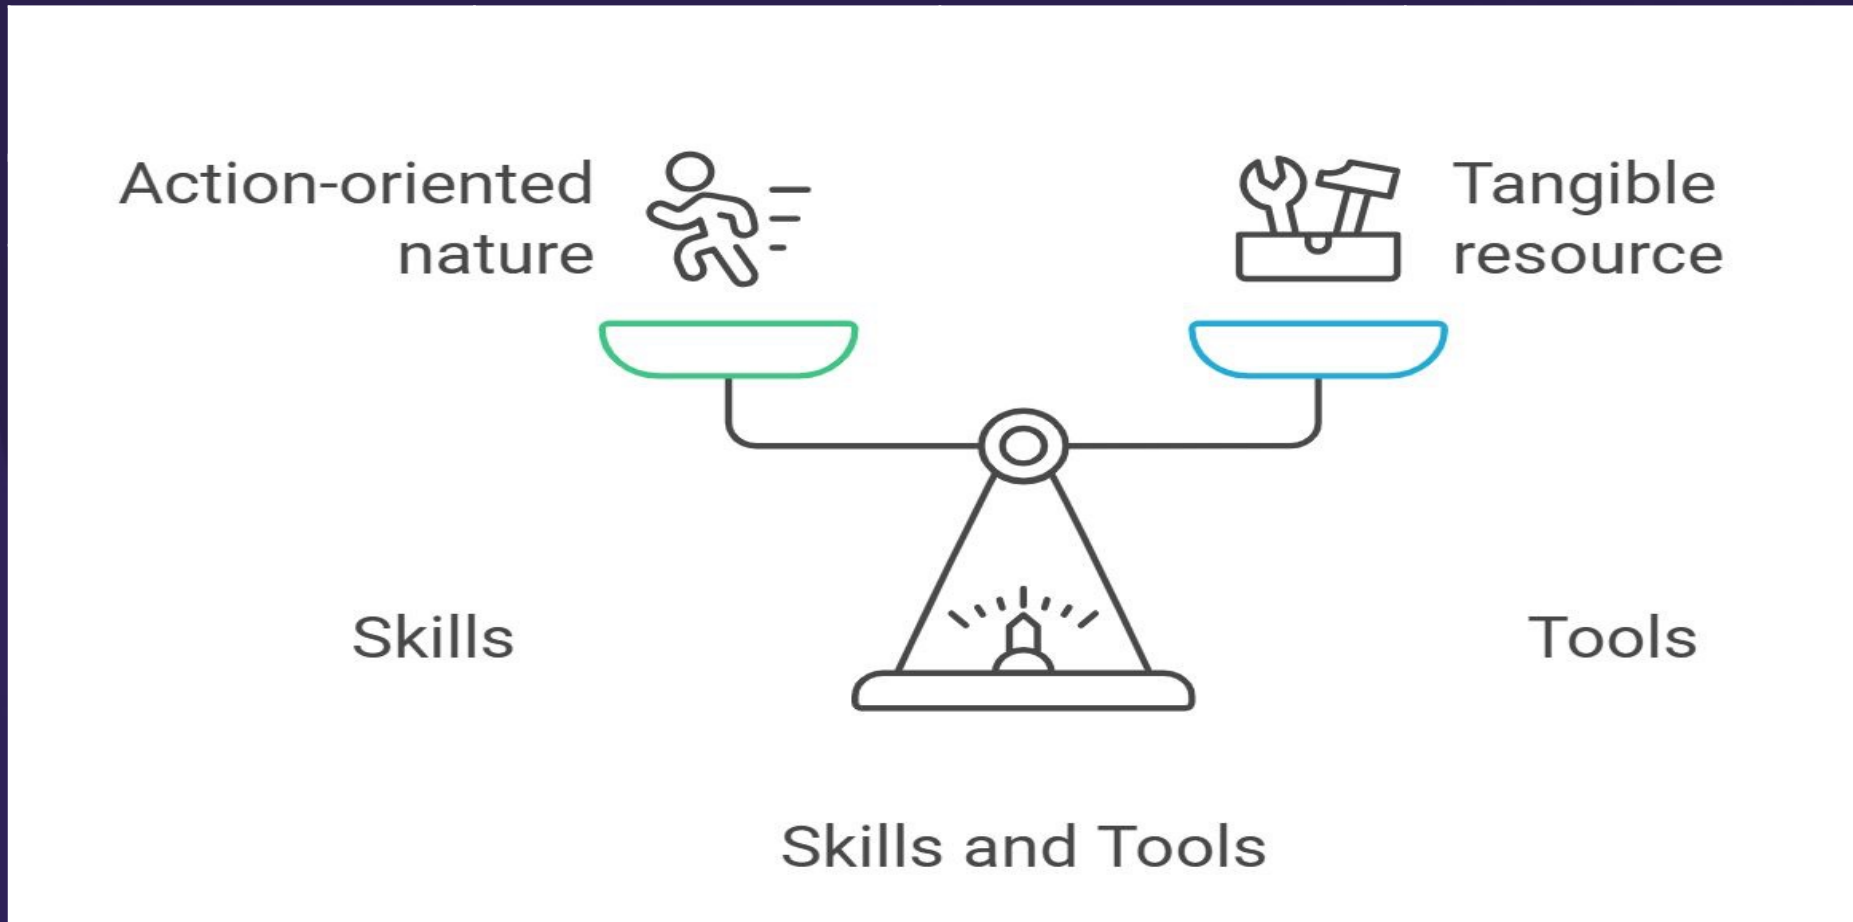 Action-oriented
nature
Tangible
resource
Skills
Tools
Skills and Tools